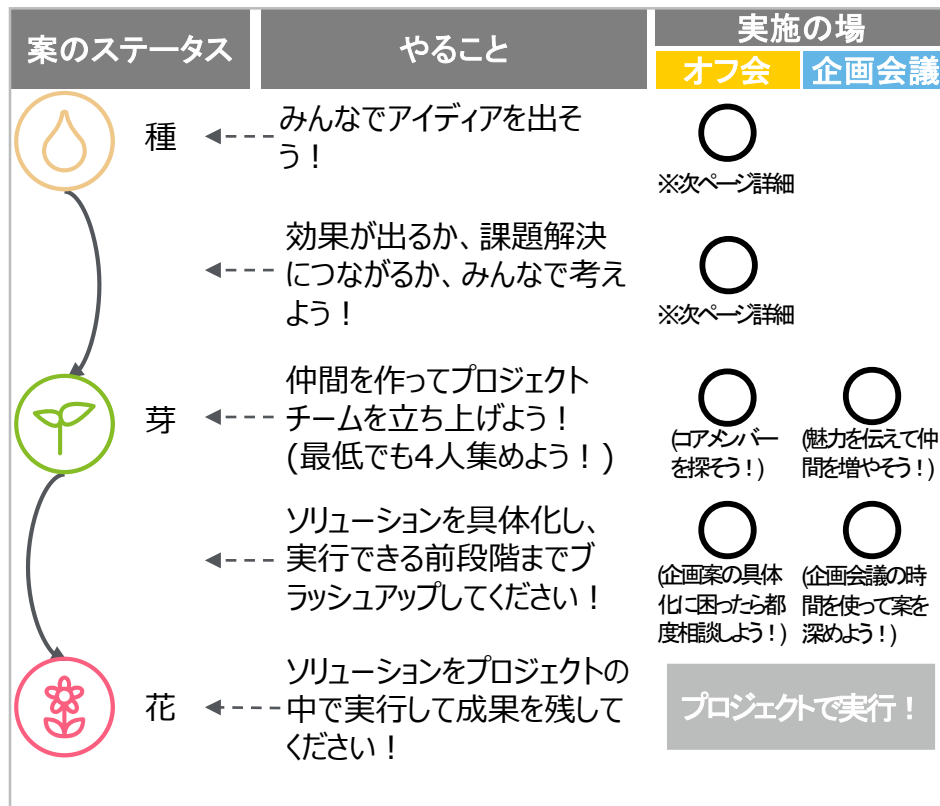 案のステータス
やること
実施の場
オフ会
企画会議
種
みんなでアイディアを出そ
う！
※次ページ詳細
効果が出るか、課題解決
につながるか、みんなで考え
よう！
※次ページ詳細
芽
仲間を作ってプロジェクト
チームを立ち上げよう！
(最低でも4人集めよう！)
(コアメンバー
を探そう！)
(魅力を伝えて仲
間を増やそう！)
ソリューションを具体化し、
実行できる前段階までブ
ラッシュアップしてください！
(企画案の具体
化に困ったら都
度相談しよう！)
(企画会議の時
間を使って案を
深めよう！)
花
ソリューションをプロジェクトの
中で実行して成果を残して
ください！
プロジェクトで実行！